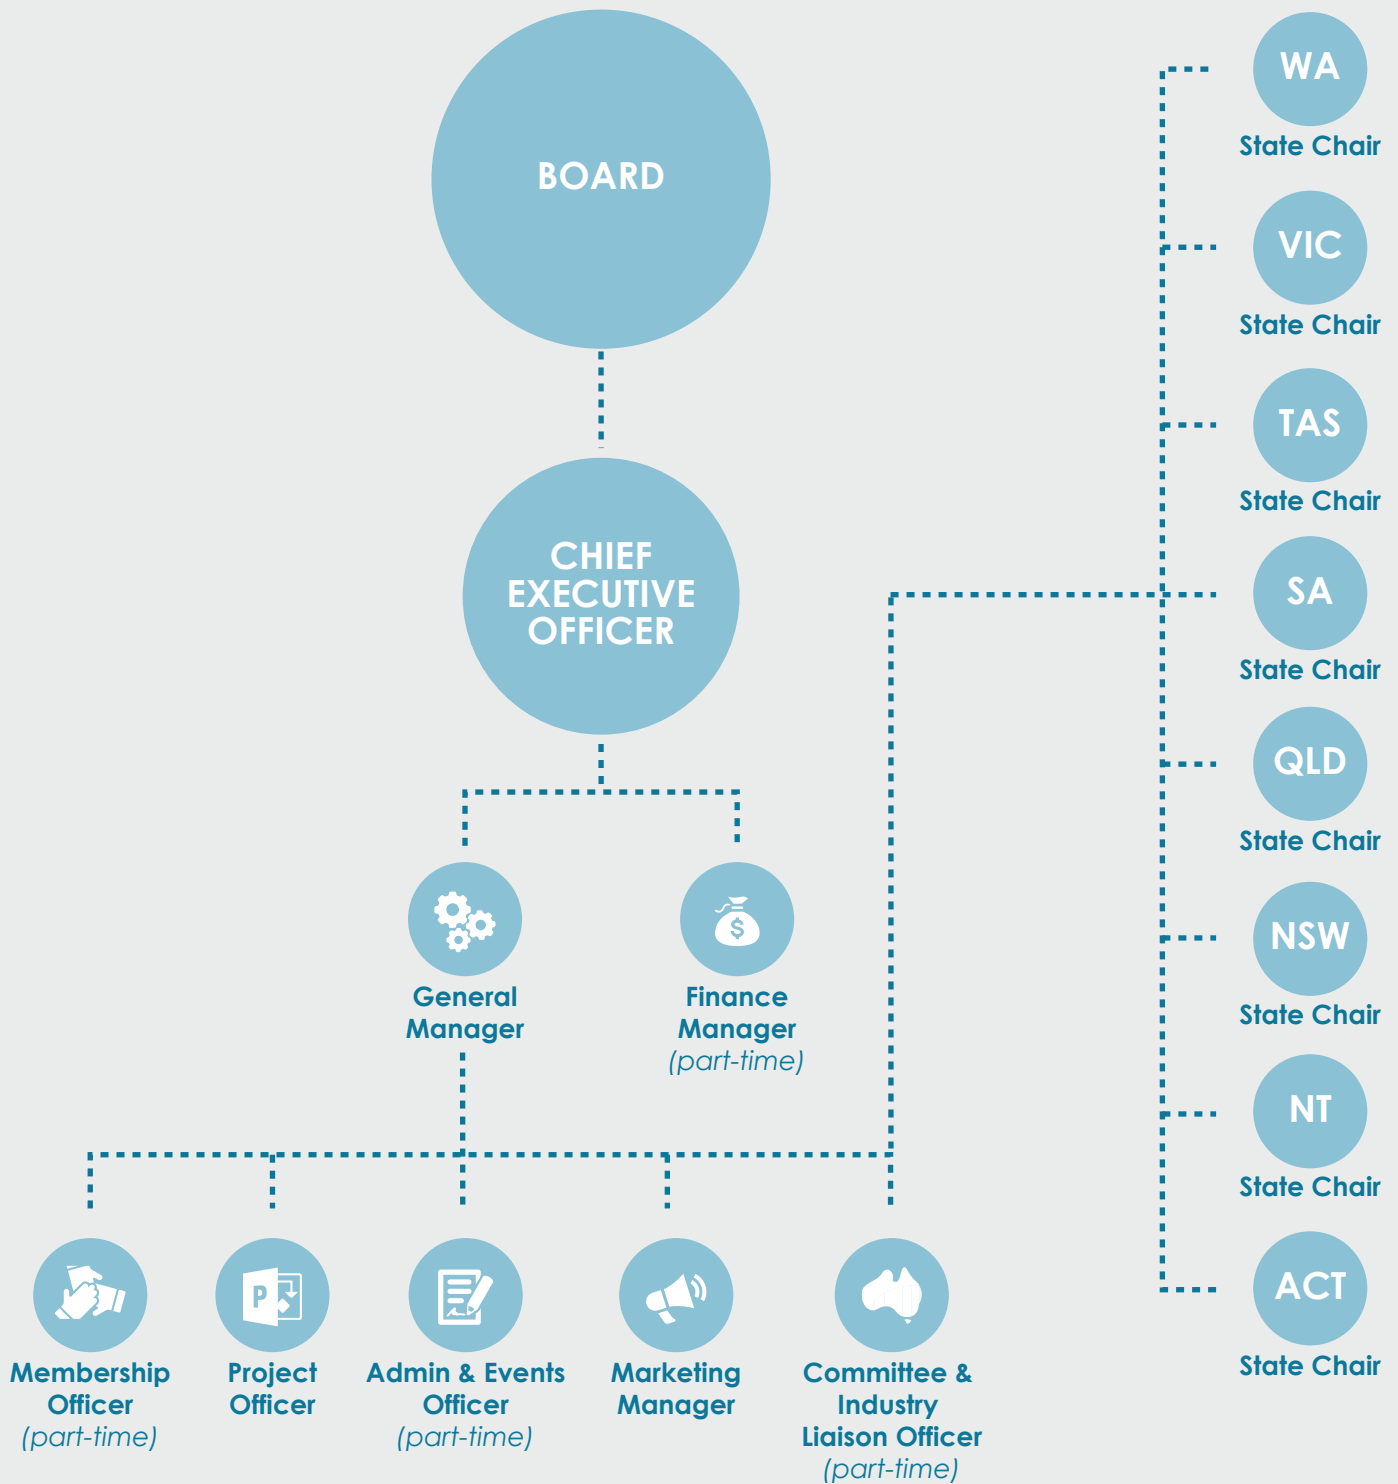 BOARD
CHIEF
EXECUTIVE
OFFICER
General
Manager
$
Finance
Manager
(part-time)
Membership
Officer
(part-time)
P
Project
Officer
Admin & Events
Officer
(part-time)
Marketing
Manager
Committee &
Industry
Liaison Officer
(part-time)
WA
State Chair
VIC
State Chair
TAS
State Chair
SA
State Chair
QLD
State Chair
NSW
State Chair
NT
State Chair
ACT
State Chair